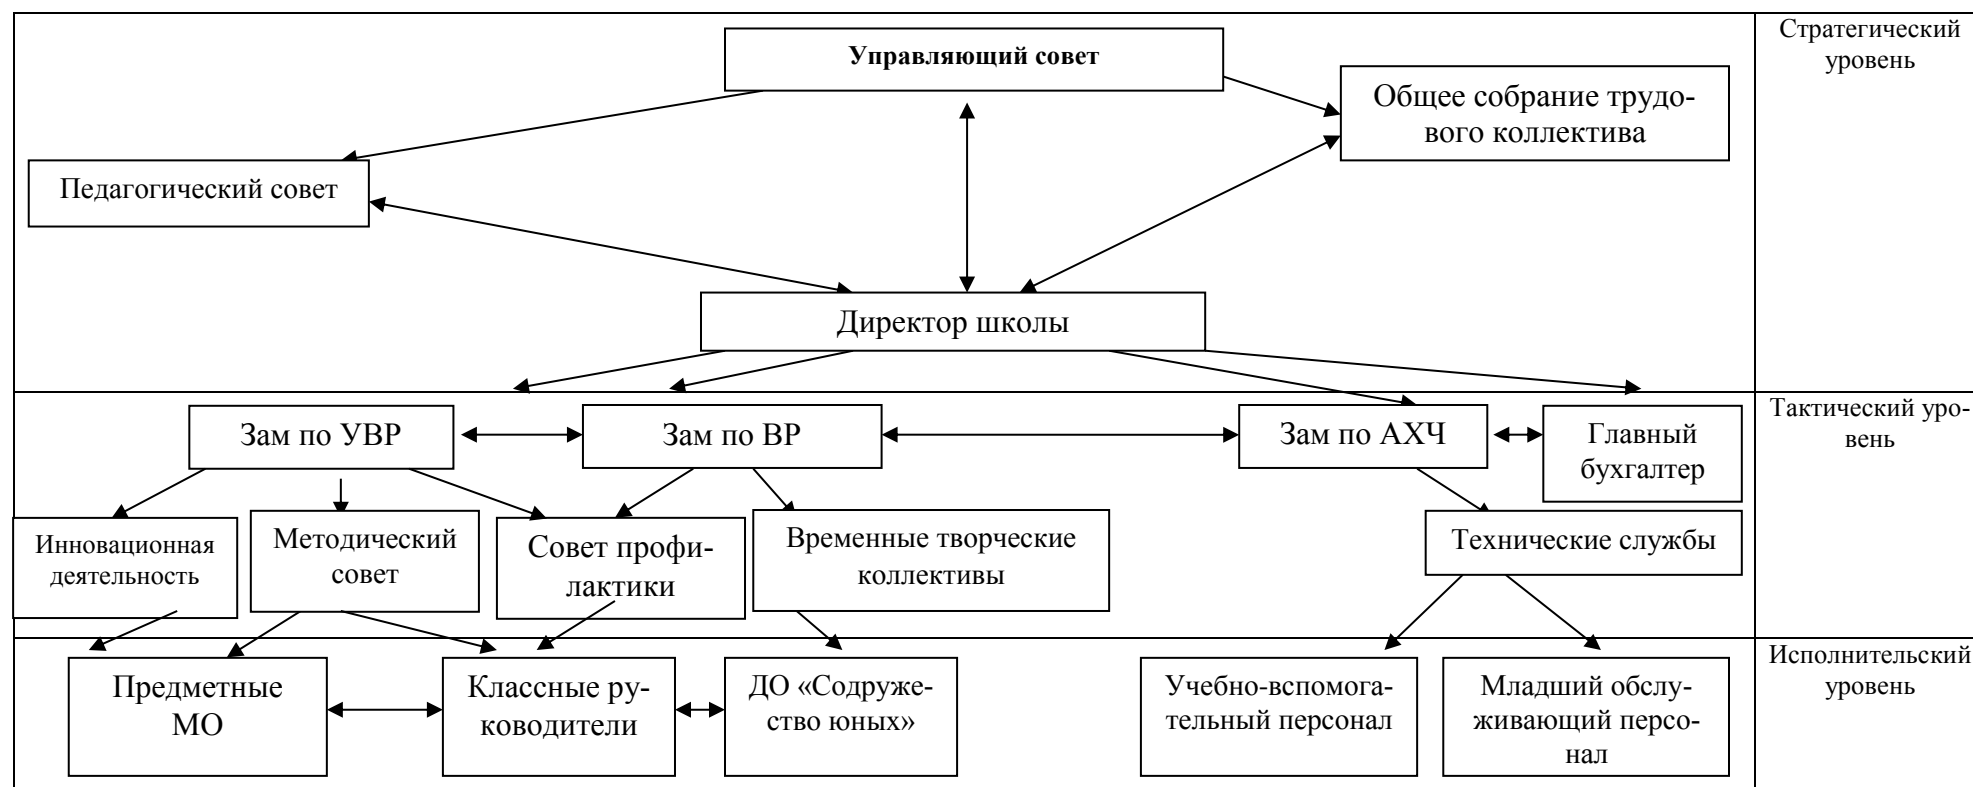 Стратегический
уровень
Управляющий совет
Общее собрание трудо-
вого коллектива
Педагогический совет
Директор школы
Тактический уро-
вень
Зам по УВР
Зам по ВР
Зам по АХЧ
Главный
бухгалтер
Инновационная
деятельность
Методический
совет
Совет профи-
лактики
Временные творческие
коллективы
Технические службы
Исполнительский
уровень
Предметные
МО
Классные ру-
ководители
ДО «Содруже-
ство юных»
Учебно-вспомога-
тельный персонал
Младший обслу-
живающий персо-
нал